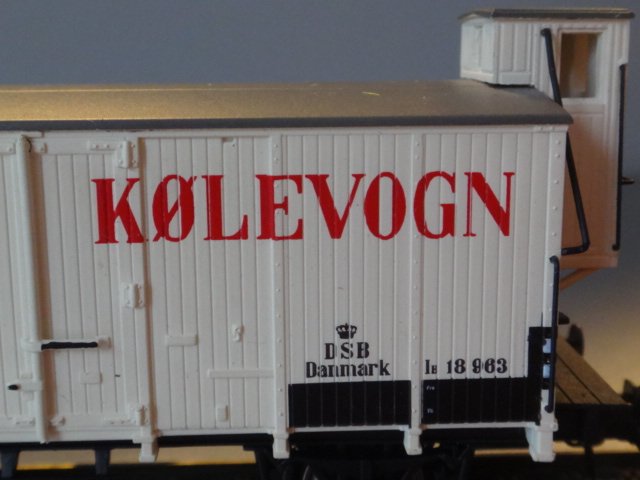 KØLEVOGN
DSB
Danmark
IB 18 963